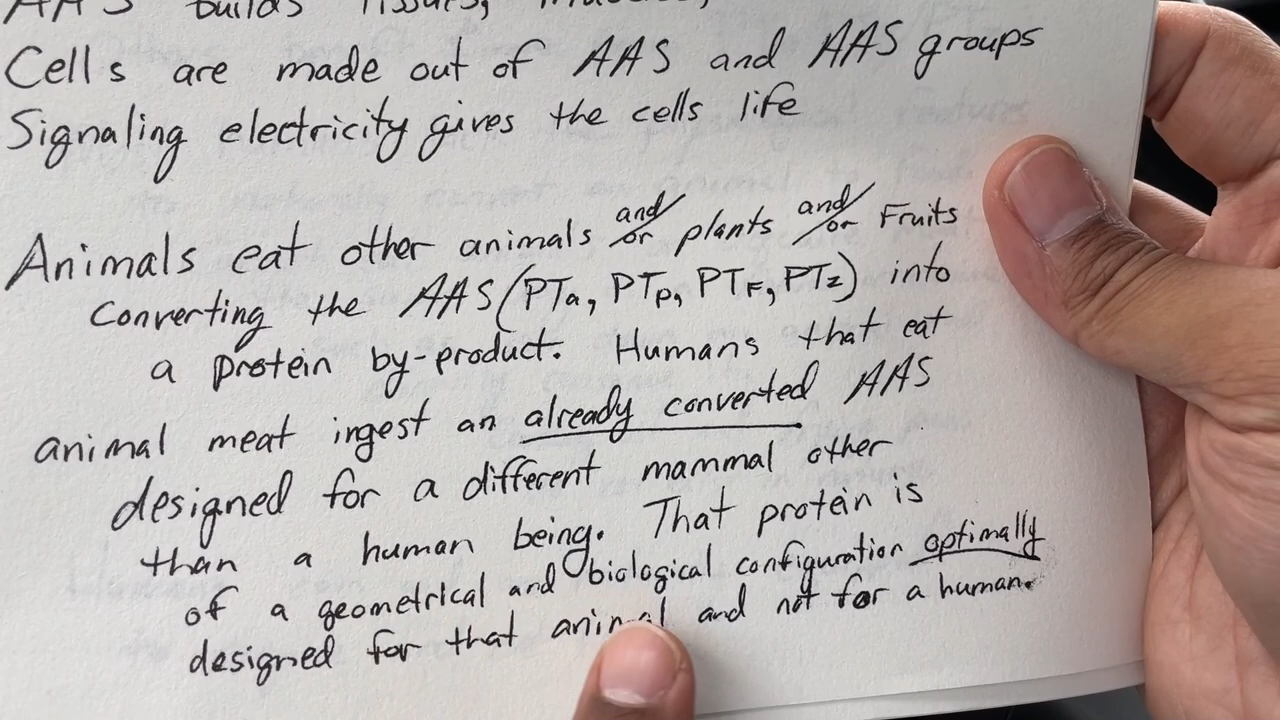 AAS builds tissues,
Cells are made out of AAS and AAS groups
Signaling electricity gives the cells life
Animals eat other animals and/or plants and/or Fruits
Converting the AAS (PTa, PTp, PTF, PTz) into
a protein by-product. Humans that eat
animal meat ingest an already converted AAS
designed for a different mammal other
than a human being. That protein is
of a geometrical and biological configuration optimally
designed for that animal and not for a human.